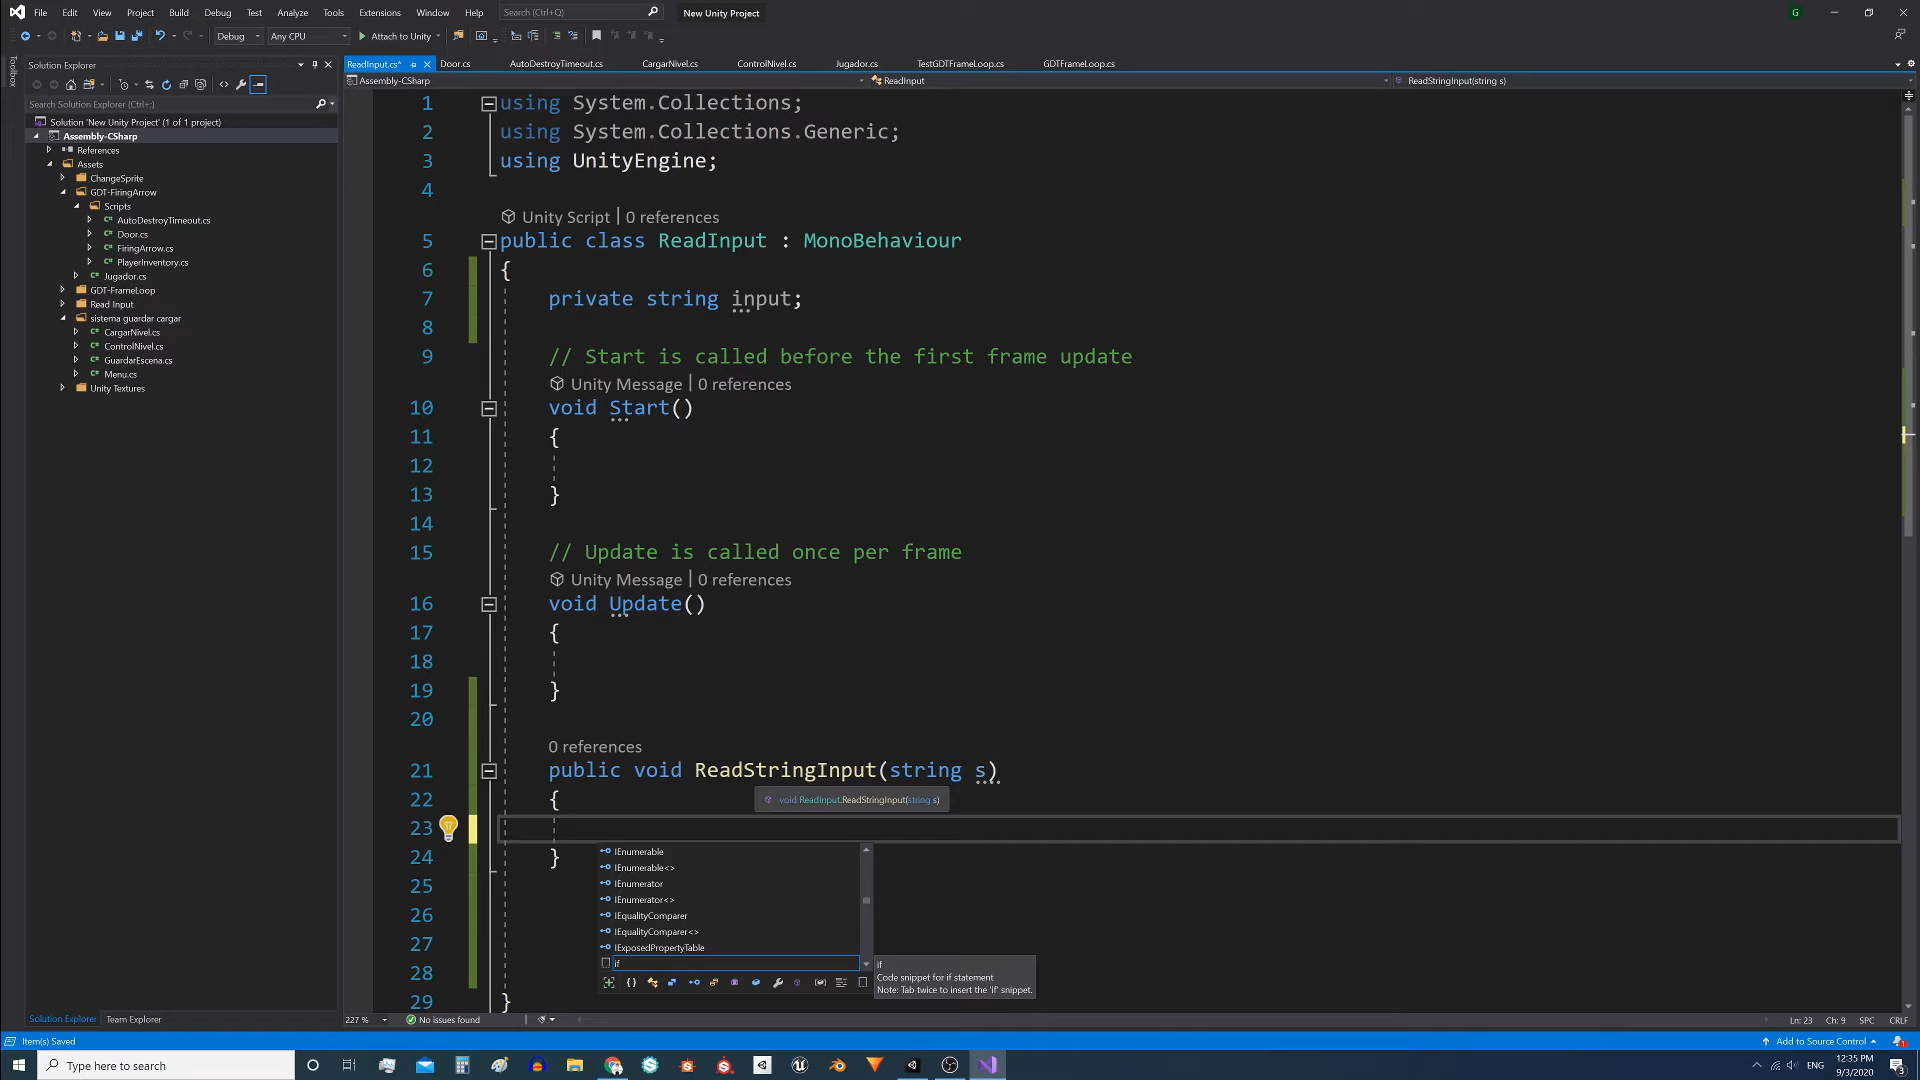 File Edit View Project Build Debug Test Analyze Tools Extensions Window Help Search (Ctrl+Q) New Unity Project G
Debug Any CPU Attach to Unity
Toolbox
Solution Explorer
Search Solution Explorer (Ctrl+;)
Solution 'New Unity Project' (1 of 1 project)
Assembly-CSharp
References
Assets
ChangeSprite
GDT-FiringArrow
Scripts
AutoDestroyTimeout.cs
Door.cs
FiringArrow.cs
PlayerInventory.cs
Jugador.cs
GDT-FrameLoop
Read Input
sistema guardar cargar
CargarNivel.cs
ControlNivel.cs
GuardarEscena.cs
Menu.cs
Unity Textures
Solution Explorer Team Explorer
ReadInput.cs* Door.cs AutoDestroyTimeout.cs CargarNivel.cs ControlNivel.cs Jugador.cs TestGDTFrameLoop.cs GDTFrameLoop.cs
Assembly-CSharp ReadInput ReadStringInput(string s)
1 using System.Collections;
2 using System.Collections.Generic;
3 using UnityEngine;
4
Unity Script | 0 references
5 public class ReadInput : MonoBehaviour
6 {
7 private string input;
8
9 // Start is called before the first frame update
Unity Message | 0 references
10 void Start()
11 {
12
13 }
14
15 // Update is called once per frame
Unity Message | 0 references
16 void Update()
17 {
18
19 }
20
0 references
21 public void ReadStringInput(string s)
22 {
void ReadInput.ReadStringInput(string s)
23
24 }
25
26
27
28
29 }
IEnumerable
IEnumerable<>
IEnumerator
IEnumerator<>
IEqualityComparer
IEqualityComparer<>
IExposedPropertyTable
if
if
Code snippet for if statement
Note: Tab twice to insert the 'if' snippet.
227 % No issues found Ln: 23 Ch: 9 SPC CRLF
Item(s) Saved Add to Source Control 1
Type here to search ENG 12:35 PM
9/3/2020 3